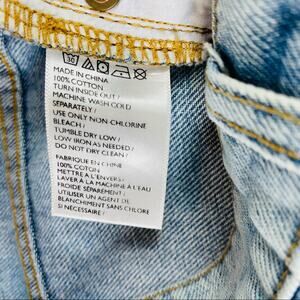 30
MADE IN CHINA
100% COTTON
TURN INSIDE OUT /
MACHINE WASH COLD
SEPARATELY /
USE ONLY NON-CHLORINE
BLEACH /
TUMBLE DRY LOW /
LOW IRON AS NEEDED /
DO NOT DRY CLEAN /
FABRIQUE EN CHINE
100% COTON
METTRE A L'ENVERS /
LAVER À LA MACHINE À L'EAU
FROIDE SÉPARÉMENT /
UTILISER UN AGENT DE
BLANCHIMENT SANS CHLORE
SI NÉCESSAIRE /